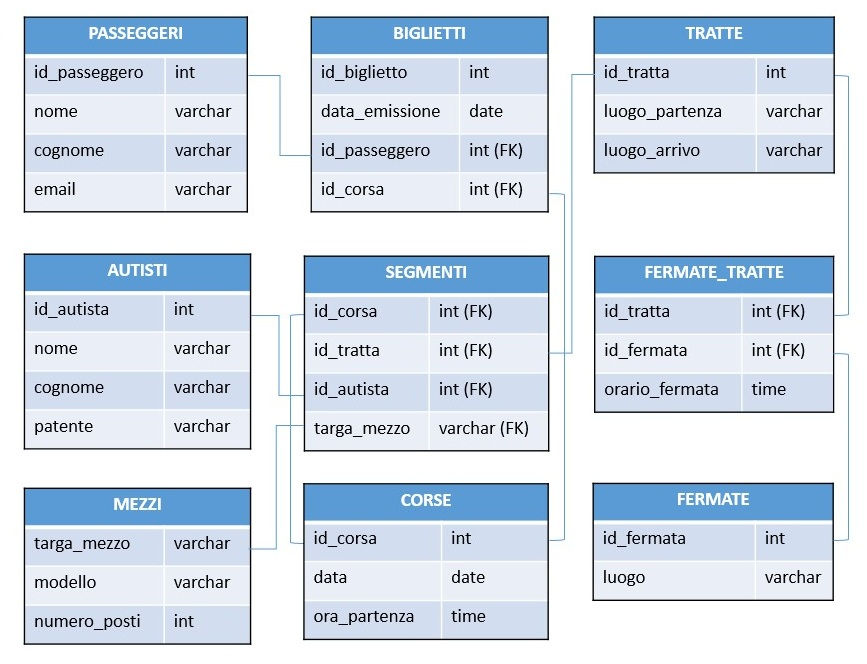 PASSEGGERI
id_passeggero int
nome varchar
cognome varchar
email varchar
BIGLIETTI
id_biglietto int
data_emissione date
id_passeggero int (FK)
id_corsa int (FK)
TRATTE
id_tratta int
luogo_partenza varchar
luogo_arrivo varchar
AUTISTI
id_autista int
nome varchar
cognome varchar
patente varchar
SEGMENTI
id_corsa int (FK)
id_tratta int (FK)
id_autista int (FK)
targa_mezzo varchar (FK)
FERMATE_TRATTE
id_tratta int (FK)
id_fermata int (FK)
orario_fermata time
MEZZI
targa_mezzo varchar
modello varchar
numero_posti int
CORSE
id_corsa int
data date
ora_partenza time
FERMATE
id_fermata int
luogo varchar